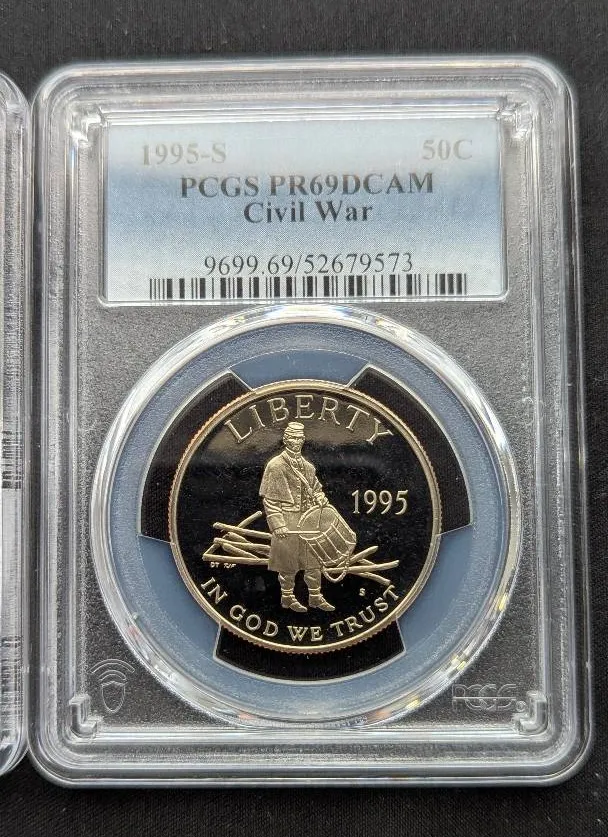 1995-S 50C
PCGS PR69DCAM
Civil War
9699.69/52679573
LIBERTY
1995
S
IN GOD WE TRUST
PCGS